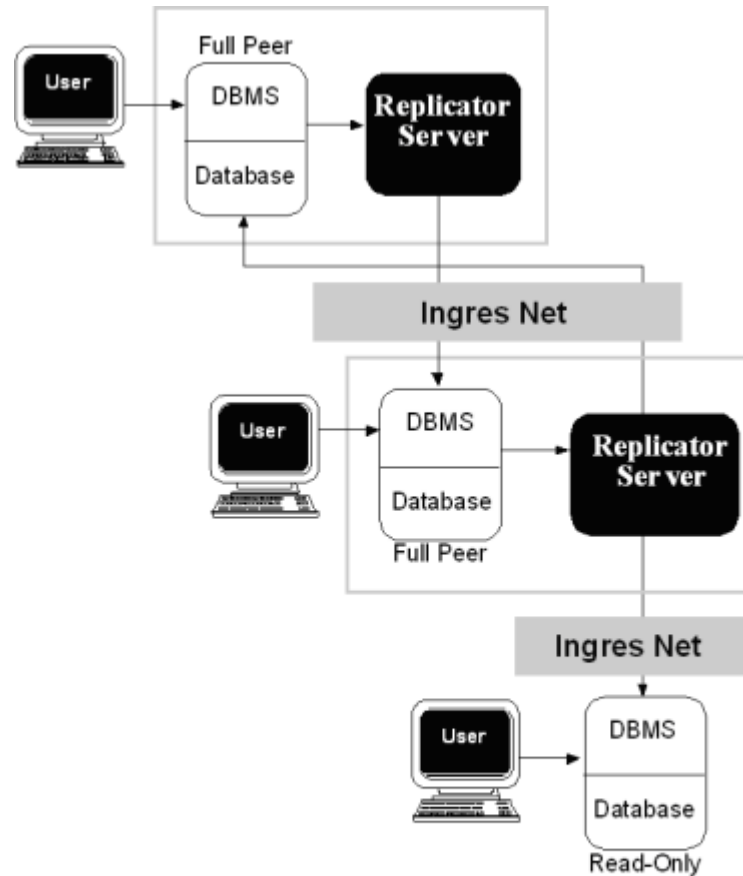 Full Peer
User
DBMS
Database
Replicator
Server
Ingres Net
User
DBMS
Database
Full Peer
Replicator
Server
Ingres Net
User
DBMS
Database
Read-Only